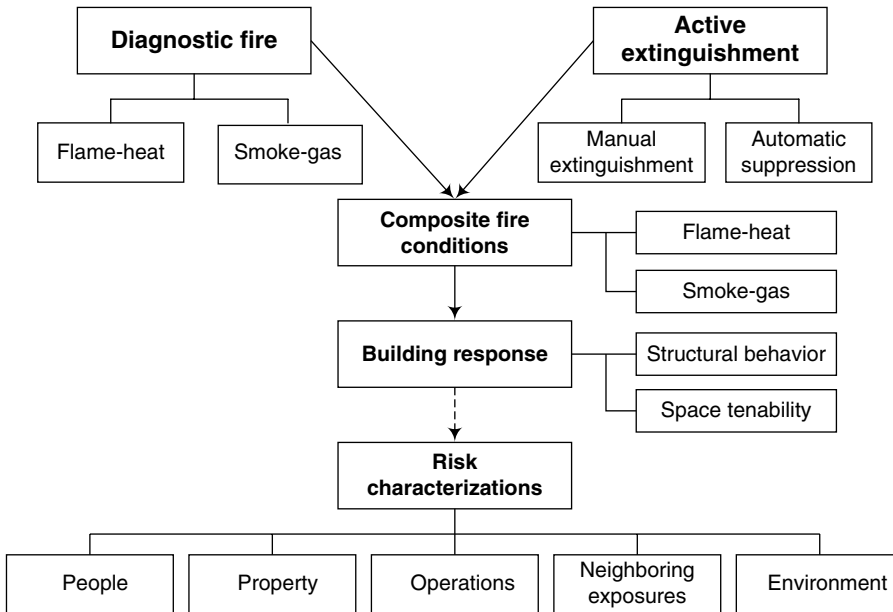 Diagnostic fire
Active
extinguishment
Flame-heat
Smoke-gas
Manual
extinguishment
Automatic
suppression
Composite fire
conditions
Flame-heat
Smoke-gas
Building response
Structural behavior
Space tenability
Risk
characterizations
People
Property
Operations
Neighboring
exposures
Environment